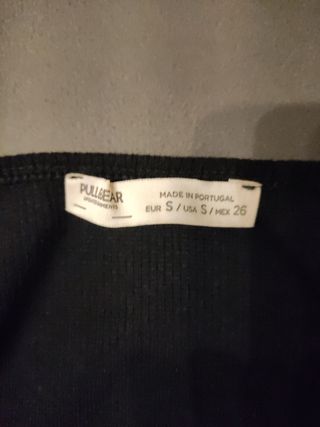 PULL&BEAR
MADE IN PORTUGAL
EUR S / USA S / MEX 26